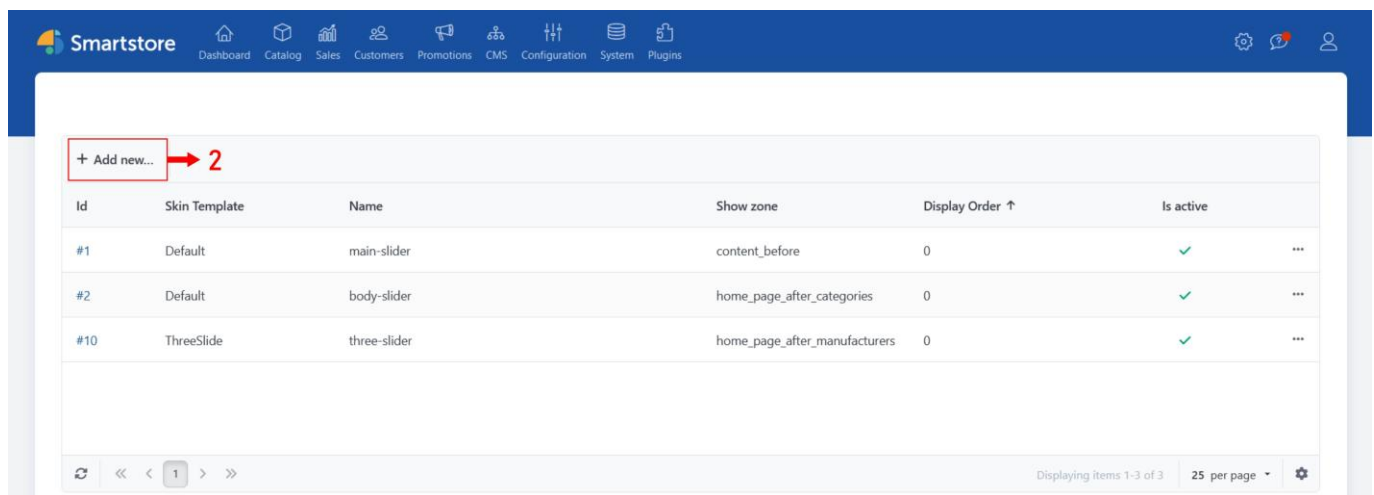 Smartstore
Dashboard Catalog Sales Customers Promotions CMS Configuration System Plugins
+ Add new... 2
Id Skin Template Name Show zone Display Order ↑ Is active
#1 Default main-slider content_before 0
#2 Default body-slider home_page_after_categories 0
#10 ThreeSlide three-slider home_page_after_manufacturers 0
1 Displaying items 1-3 of 3 25 per page